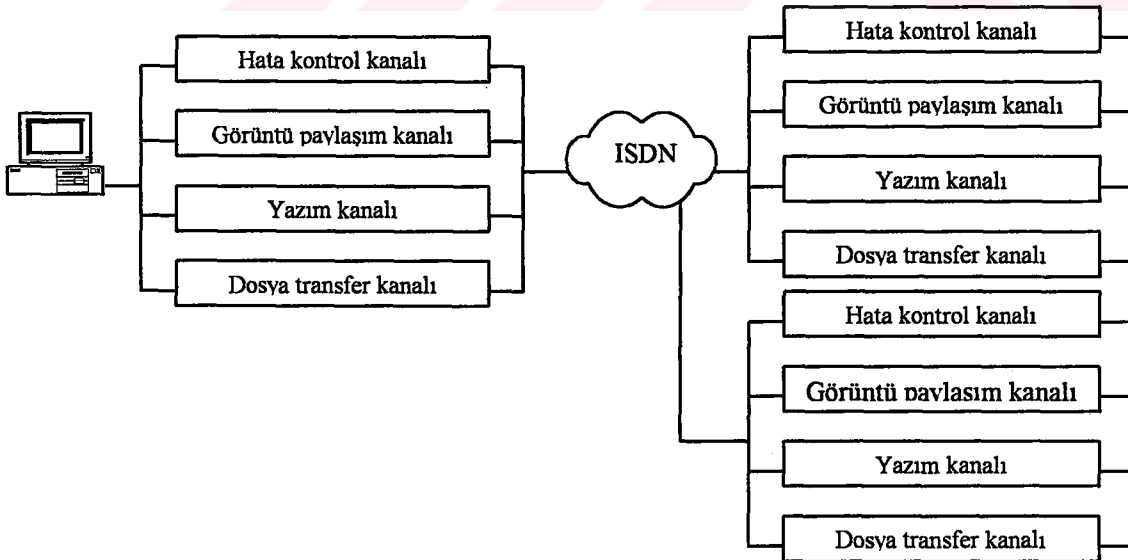 Hata kontrol kanalı
Görüntü paylaşım kanalı
Yazım kanalı
Dosya transfer kanalı
ISDN
Hata kontrol kanalı
Görüntü paylaşım kanalı
Yazım kanalı
Dosya transfer kanalı
Hata kontrol kanalı
Görüntü paylasım kanalı
Yazım kanalı
Dosya transfer kanalı